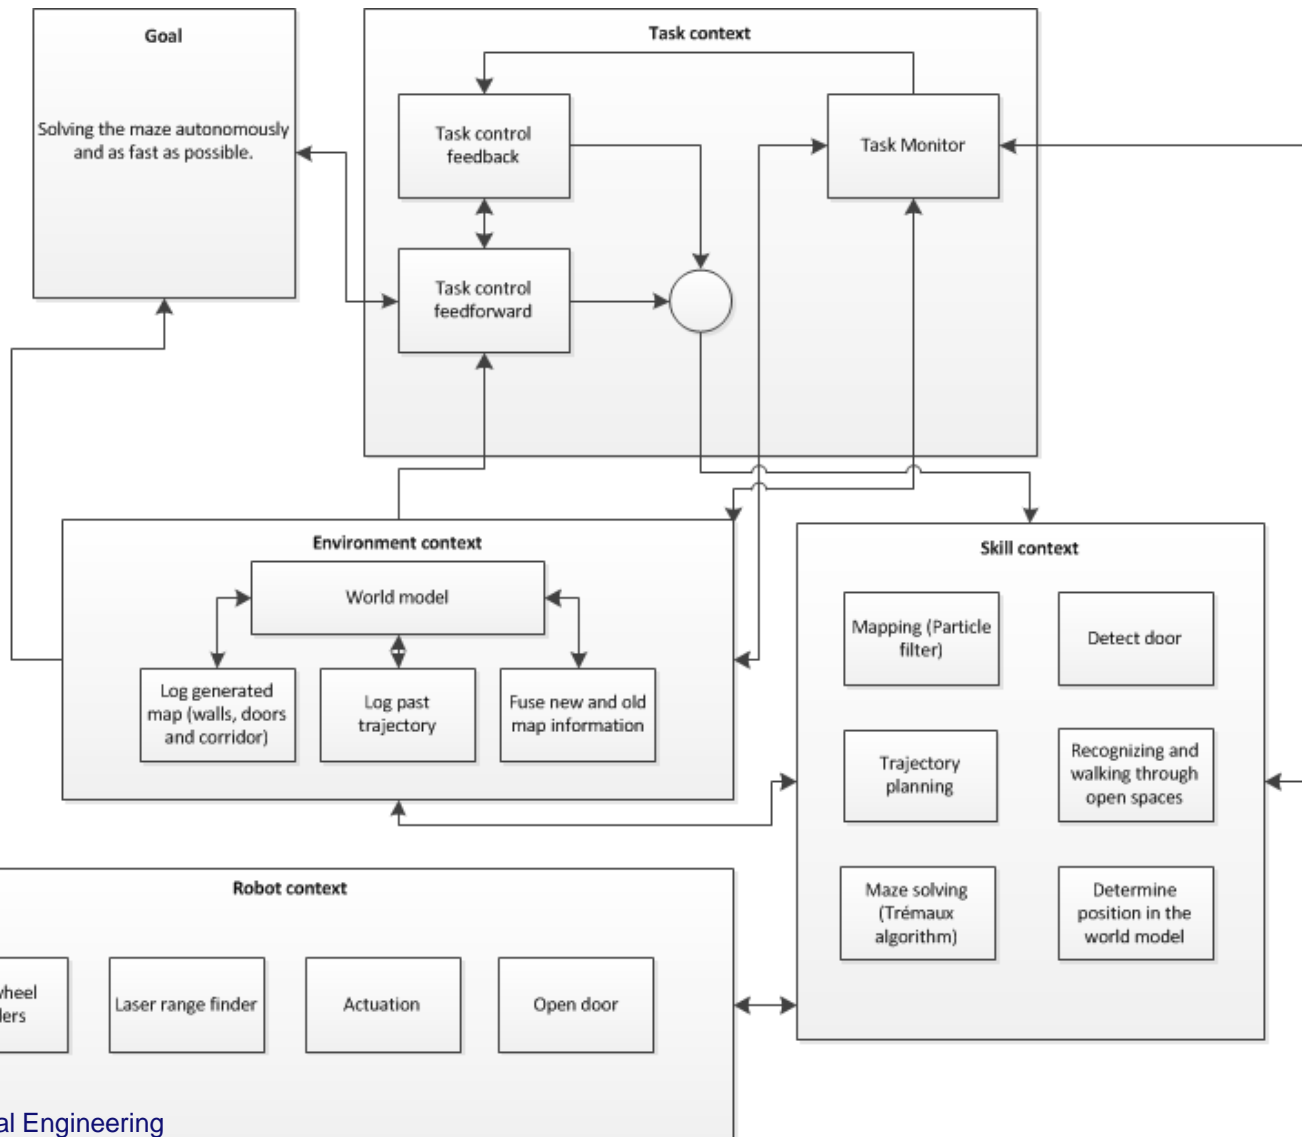 Goal
Solving the maze autonomously
and as fast as possible.
Task context
Task control
feedback
Task Monitor
Task control
feedforward
Environment context
World model
Log generated
map (walls, doors
and corridor)
Log past
trajectory
Fuse new and old
map information
Skill context
Mapping (Particle
filter)
Detect door
Trajectory
planning
Recognizing and
walking through
open spaces
Maze solving
(Trémaux
algorithm)
Determine
position in the
world model
Robot context
Laser range finder
Actuation
Open door
Engineering